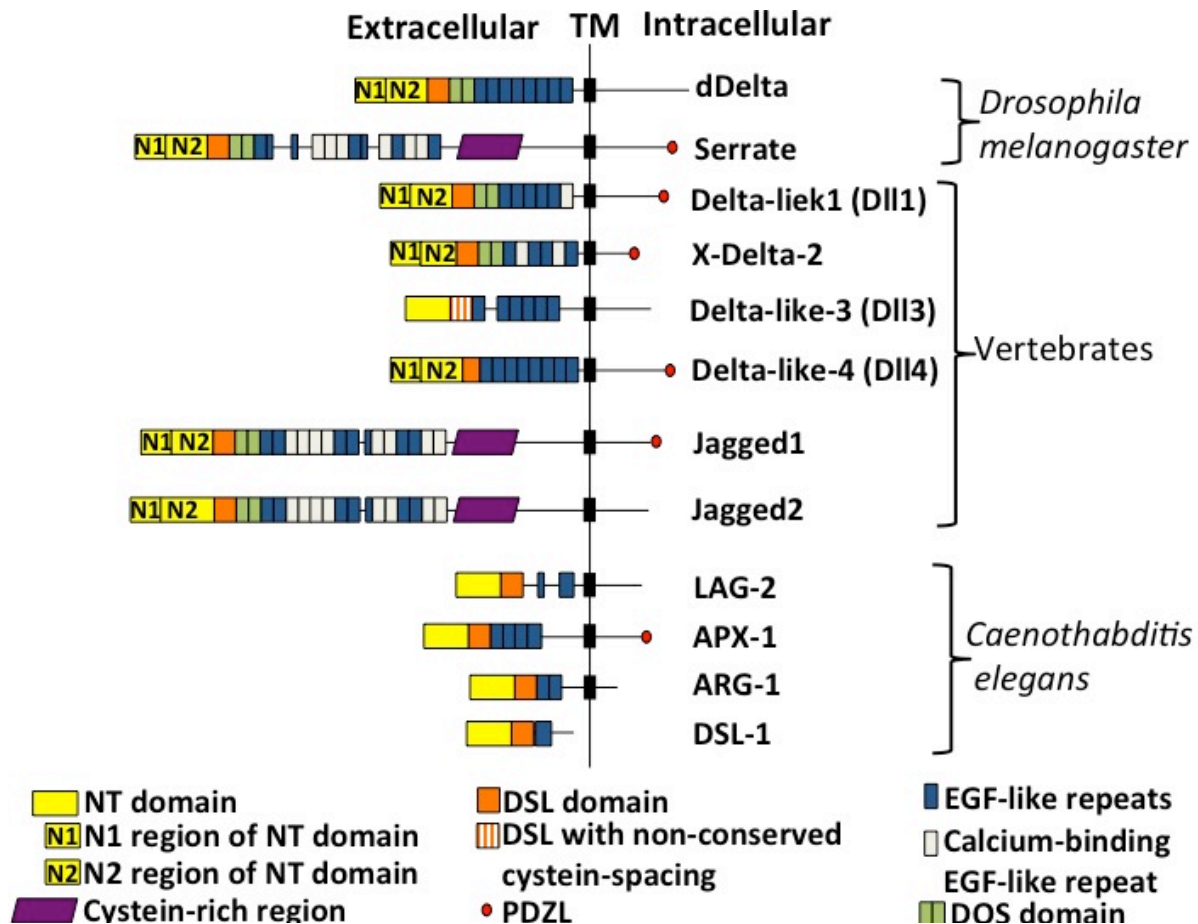 Extracellular TM Intracellular
N1 N2 dDelta
N1 N2 Serrate
Drosophila
melanogaster
N1 N2 Delta-liek1 (Dll1)
N1 N2 X-Delta-2
Delta-like-3 (Dll3)
N1 N2 Delta-like-4 (Dll4)
N1 N2 Jagged1
N1 N2 Jagged2
Vertebrates
LAG-2
APX-1
ARG-1
DSL-1
Caenothabditis
elegans
NT domain
N1 N1 region of NT domain
N2 N2 region of NT domain
Cystein-rich region
DSL domain
DSL with non-conserved
cystein-spacing
PDZL
EGF-like repeats
Calcium-binding
EGF-like repeat
DOS domain